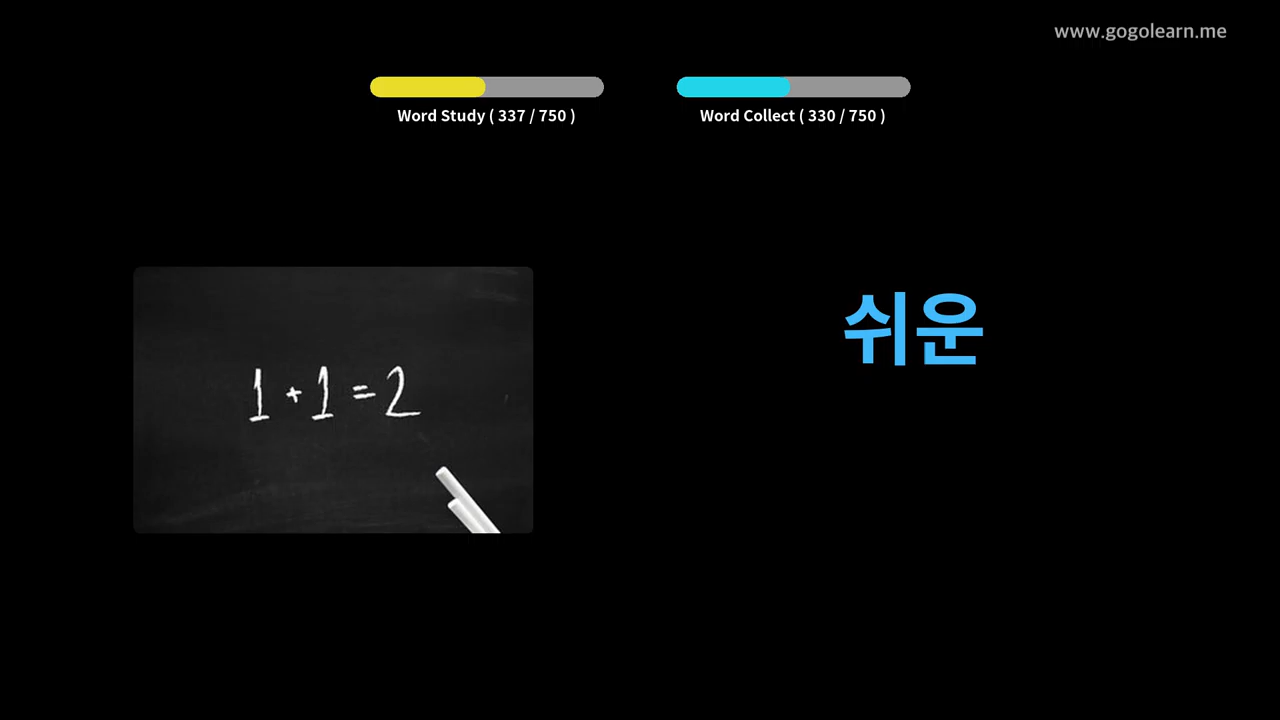 www.gogolearn.me
Word Study ( 337 / 750 )
Word Collect ( 330 / 750 )
쉬운
1 + 1 = 2